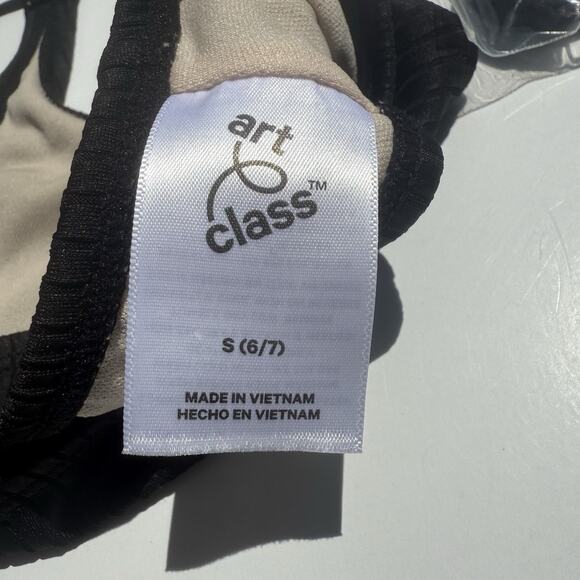 art
class™
S (6/7)
MADE IN VIETNAM
HECHO EN VIETNAM